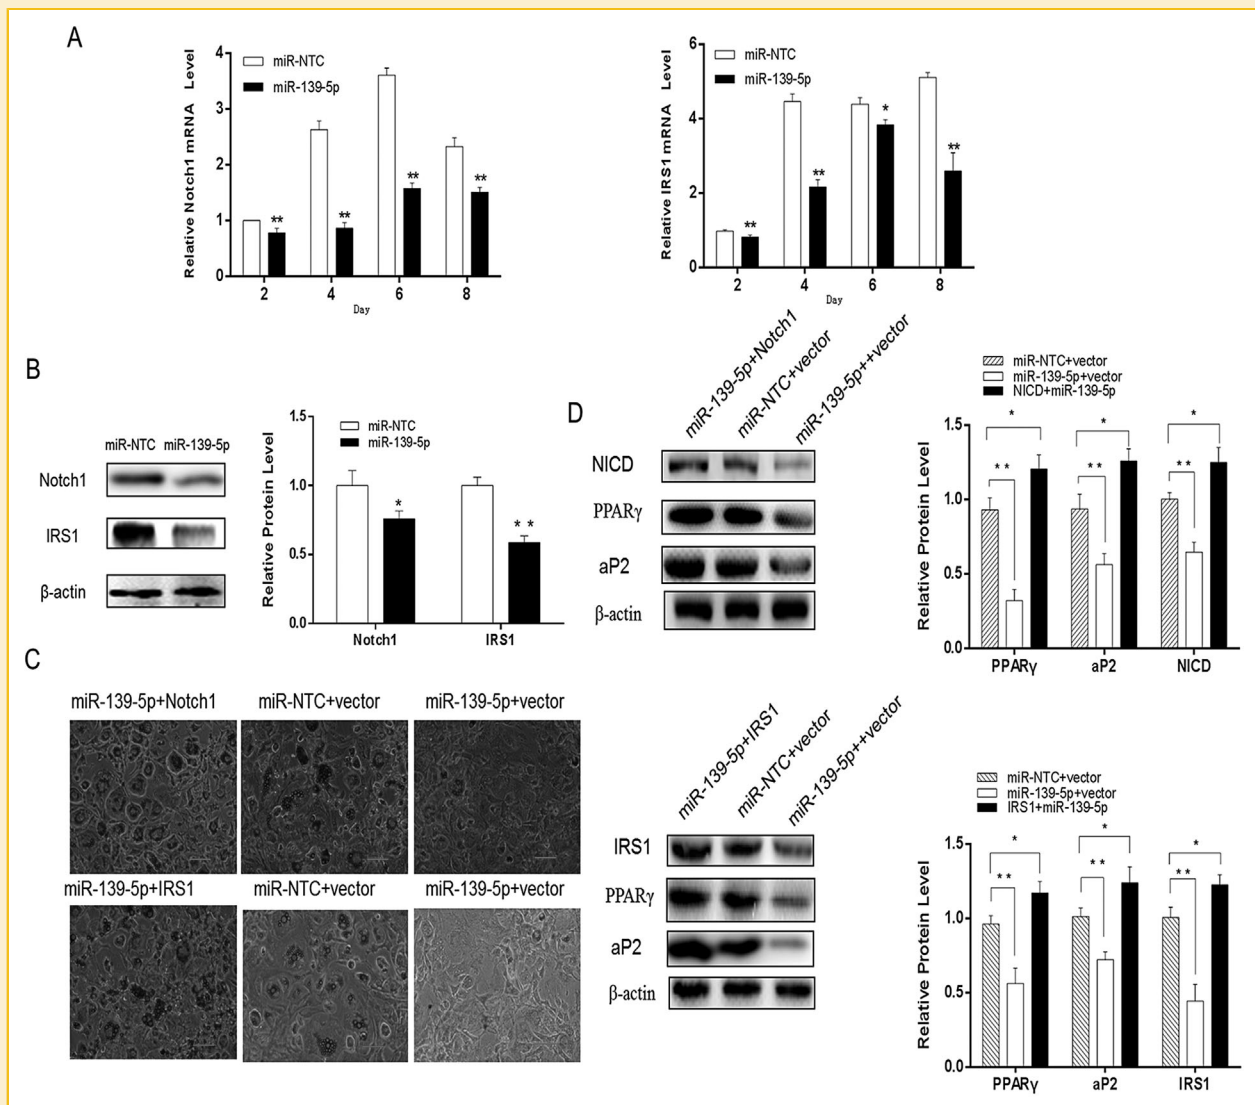 A
Relative Notch1 mRNA Level
4
3
2
1
0
miR-NTC
miR-139-5p
**
**
**
**
2
4
6
8
Day
Relative IRS1 mRNA Level
6
4
2
0
miR-NTC
miR-139-5p
**
**
*
**
2
4
6
8
Day
B
miR-NTC miR-139-5p
Notch1
IRS1
β-actin
Relative Protein Level
1.5
1.0
0.5
0.0
miR-NTC
miR-139-5p
*
* *
Notch1
IRS1
C
miR-139-5p+Notch1
miR-NTC+vector
miR-139-5p+vector
miR-139-5p+IRS1
miR-NTC+vector
miR-139-5p+vector
D
miR-139-5p+Notch1
miR-NTC+vector
miR-139-5p++vector
NICD
PPARγ
aP2
β-actin
miR-NTC+vector
miR-139-5p+vector
NICD+miR-139-5p
Relative Protein Level
1.5
1.0
0.5
0.0
*
* *
*
* *
*
* *
PPARγ
aP2
NICD
miR-139-5p+IRS1
miR-NTC+vector
miR-139-5p++vector
IRS1
PPARγ
aP2
β-actin
miR-NTC+vector
miR-139-5p+vector
IRS1+miR-139-5p
Relative Protein Level
1.5
1.0
0.5
0.0
*
* *
*
* *
*
* *
PPARγ
aP2
IRS1